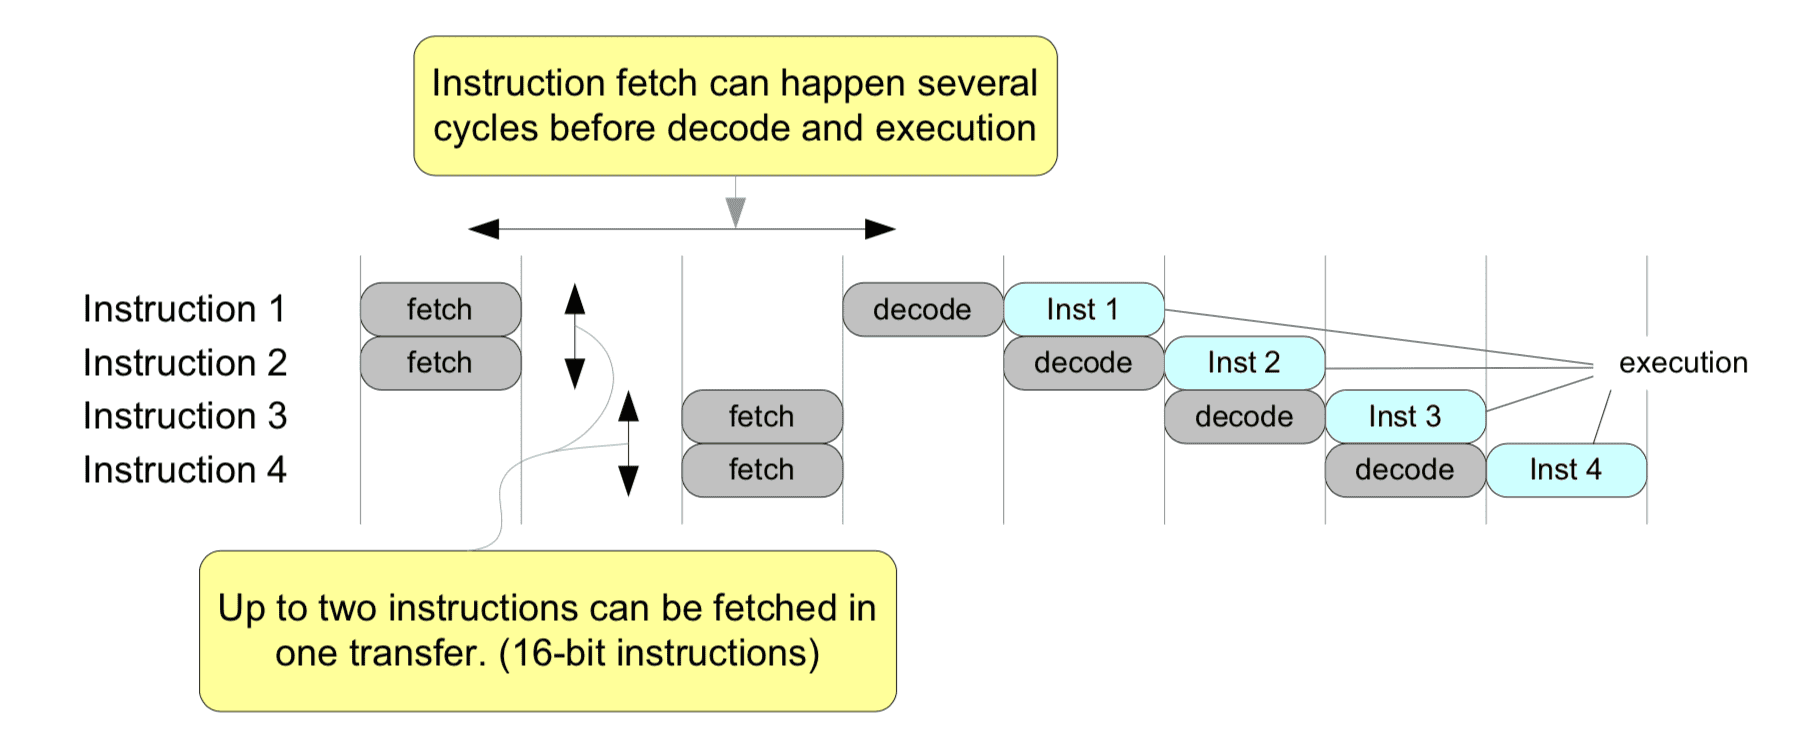 Instruction fetch can happen several
cycles before decode and execution
Instruction 1 fetch decode Inst 1
Instruction 2 fetch decode Inst 2 execution
Instruction 3 fetch decode Inst 3
Instruction 4 fetch decode Inst 4
Up to two instructions can be fetched in
one transfer. (16-bit instructions)